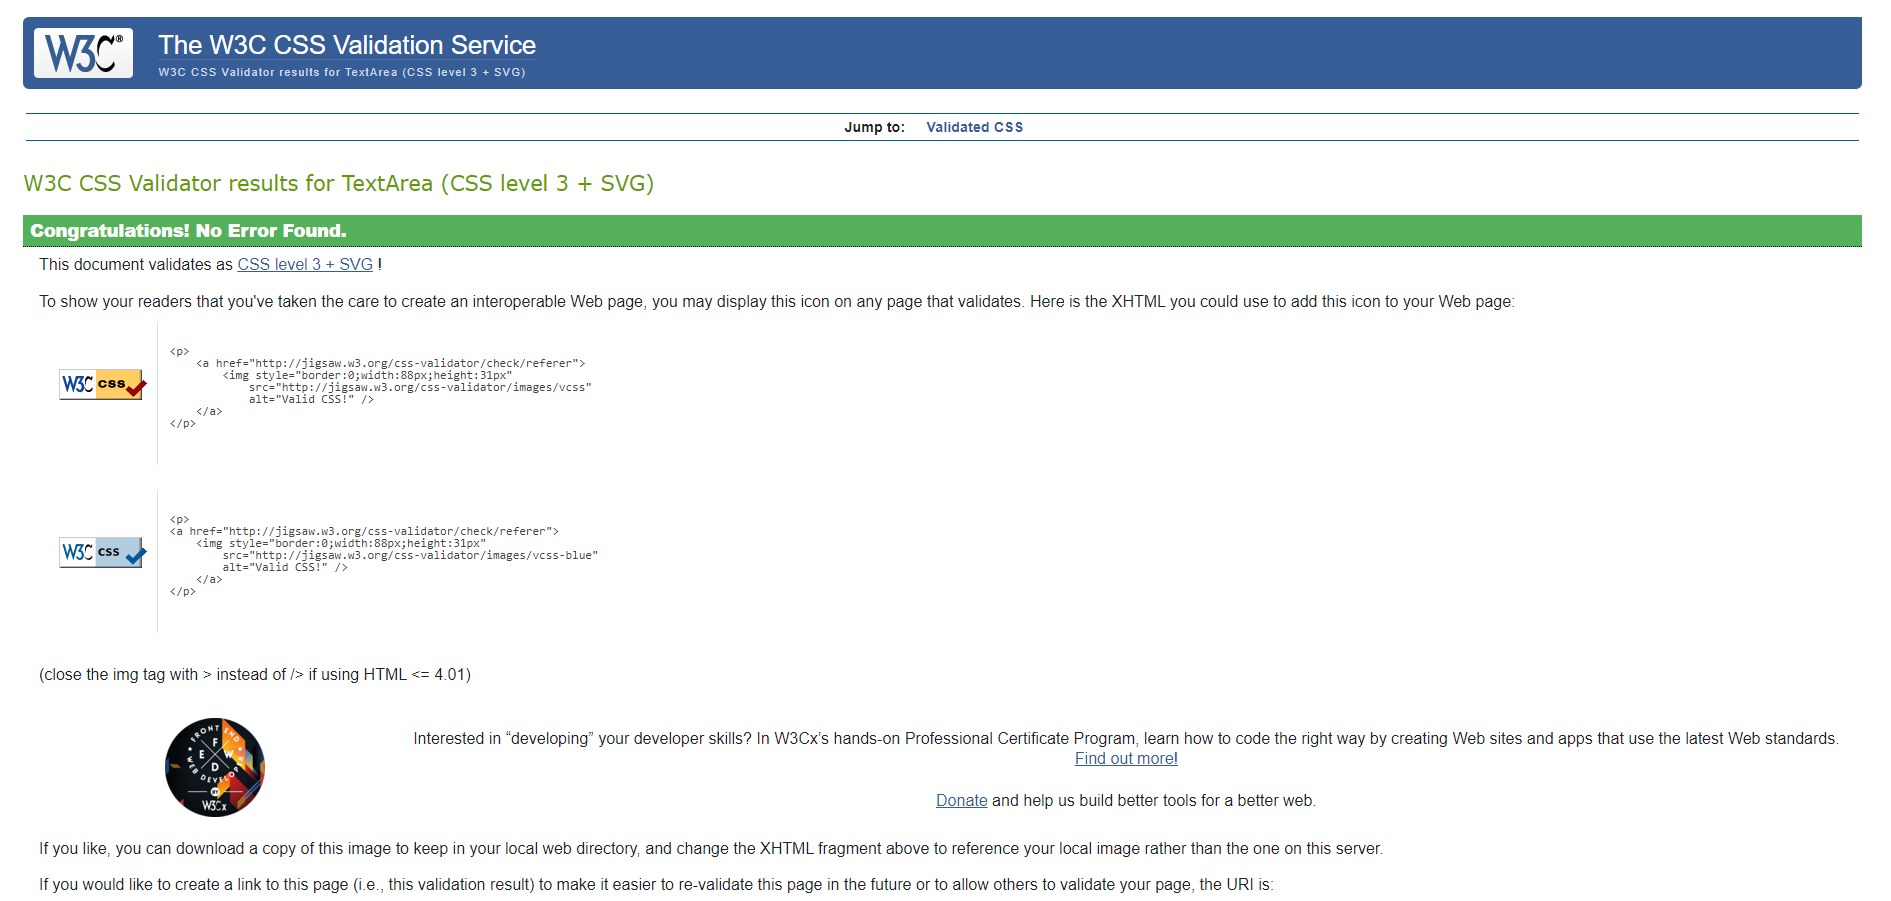 W3C®
The W3C CSS Validation Service
W3C CSS Validator results for TextArea (CSS level 3 + SVG)
Jump to: Validated CSS
W3C CSS Validator results for TextArea (CSS level 3 + SVG)
Congratulations! No Error Found.
This document validates as CSS level 3 + SVG !
To show your readers that you've taken the care to create an interoperable Web page, you may display this icon on any page that validates. Here is the XHTML you could use to add this icon to your Web page:
W3C css
<p>
<a href="http://jigsaw.w3.org/css-validator/check/referer">
<img style="border:0;width:88px;height:31px"
src="http://jigsaw.w3.org/css-validator/images/vcss"
alt="Valid CSS!" />
</a>
</p>
W3C css
<p>
<a href="http://jigsaw.w3.org/css-validator/check/referer">
<img style="border:0;width:88px;height:31px"
src="http://jigsaw.w3.org/css-validator/images/vcss-blue"
alt="Valid CSS!" />
</a>
</p>
(close the img tag with > instead of /> if using HTML <= 4.01)
FRONT END
F
E W
D
WEB DEVELOPER
BY
W3Cx
Interested in “developing” your developer skills? In W3Cx’s hands-on Professional Certificate Program, learn how to code the right way by creating Web sites and apps that use the latest Web standards.
Find out more!
Donate and help us build better tools for a better web.
If you like, you can download a copy of this image to keep in your local web directory, and change the XHTML fragment above to reference your local image rather than the one on this server.
If you would like to create a link to this page (i.e., this validation result) to make it easier to re-validate this page in the future or to allow others to validate your page, the URI is: